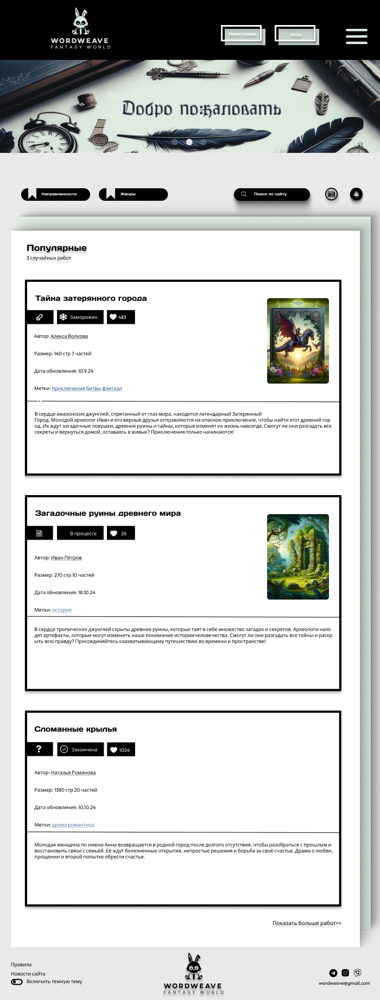 WORDWEAVE
FANTASY WORLD
Регистрация
Вход
Добро пожаловать
Направленности
Жанры
Поиск по сайту
Популярные
3 случайных работ
Тайна затерянного города
Заморожен
483
Автор: Алекса Волкова
Размер: 140 стр 7 частей
Дата обновления: 10.9.24
Метки: приключения битвы фэнтази
В сердце амазонских джунглей, спрятанный от глаз мира, находится легендарный Затерянный
Город. Молодой археолог Иван и его верные друзья отправляются на опасное приключение, чтобы найти этот древний гор
од. Их ждут загадочные ловушки, древние руины и тайны, которые изменят их жизнь навсегда. Смогут ли они разгадать все
секреты и вернуться домой, оставаясь в живых? Приключения только начинаются!
Загадочные руины древнего мира
В процессе
26
Автор: Иван Петров
Размер: 270 стр 10 частей
Дата обновления: 18.10.24
Метки: история
В сердце тропических джунглей скрыты древние руины, которые таят в себе множество загадок и секретов. Археологи нахо
дят артефакты, которые могут изменить наше понимание историичеловечества. Смогут ли они разгадать все тайны и раскр
ыть всю правду? Присоединяйтесь кзахватывающему путешествию во времени и пространстве!
Сломанные крылья
?
Закончена
1024
Автор: Наталья Романова
Размер: 1380 стр 20 частей
Дата обновления: 10.10.24
Метки: драма романтика
Молодая женщина по имени Анна возвращается в родной город после долгого отсутствия, чтобы разобраться с прошлым и
восстановить связи с семьёй. Её ждут болезненные открытия, непростые решения и борьба за своё счастье. Драма о любви,
прощении и второй попытке обрести счастье.
Показать больше работ>>
Правила
Новости сайта
Включить темную тему
WORDWEAVE
FANTASY WORLD
wordweave@gmail.com